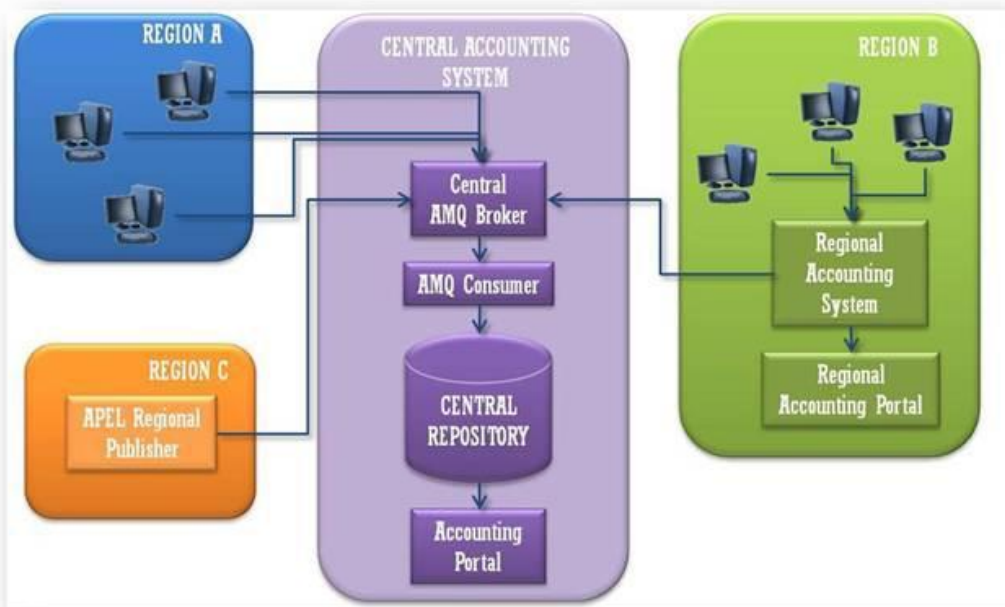 REGION A
CENTRAL ACCOUNTING
SYSTEM
REGION B
Central
AMQ Broker
AMQ Consumer
CENTRAL
REPOSITORY
Accounting
Portal
Regional
Accounting
System
Regional
Accounting Portal
REGION C
APEL Regional
Publisher